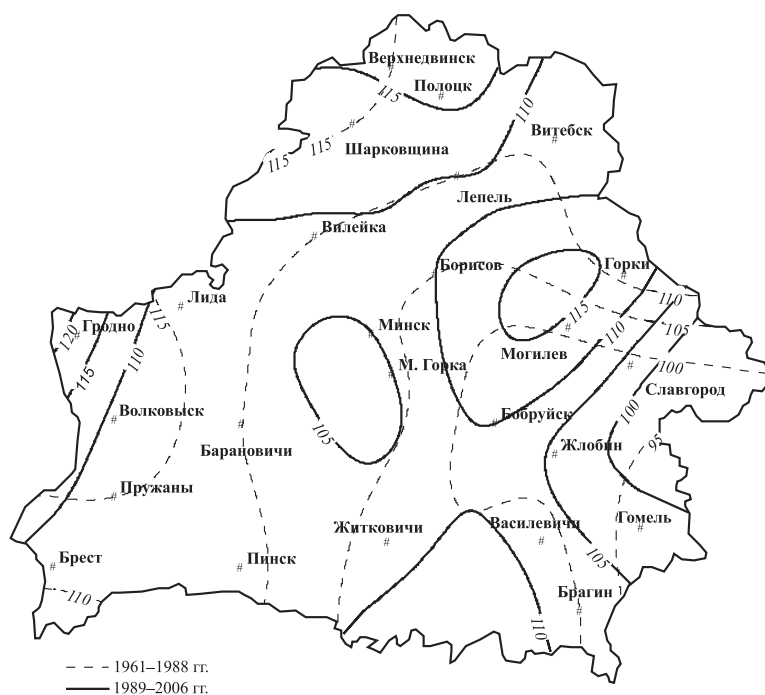 Верхнедвинск
Полоцк
115
110
Витебск
115
115
Шарковщина
Лепель
Вилейка
Борисов
Горки
110
Лида
115
115
105
Гродно
120
110
Минск
110
Могилев
100
115
М. Горка
Славгород
100
Волковыск
Бобруйск
105
95
Барановичи
Жлобин
Пружаны
Житковичи
Василевичи
Гомель
Брест
Пинск
105
110
Брагин
110
1961–1988 гг.
1989–2006 гг.